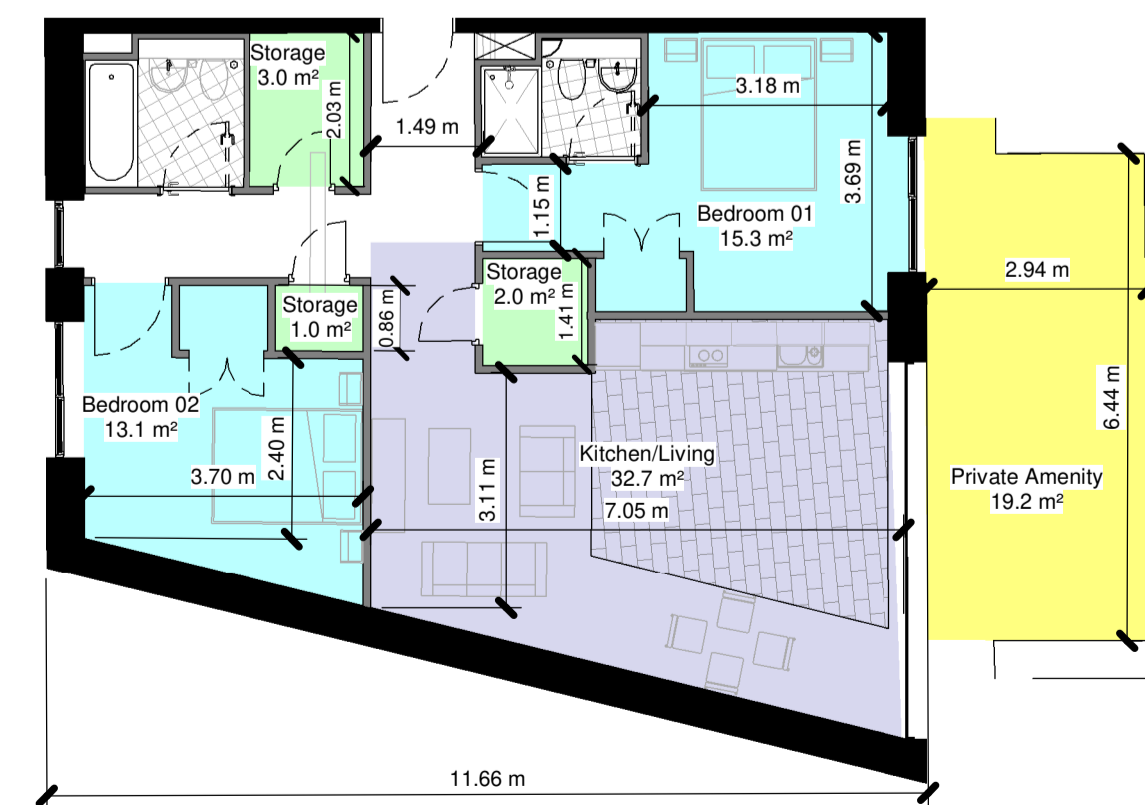 Storage
3.0 m²
2.03 m
1.49 m
3.18 m
3.69 m
Bedroom 01
15.3 m²
1.15 m
Storage
2.0 m²
1.41 m
Storage
1.0 m²
0.86 m
2.94 m
6.44 m
Bedroom 02
13.1 m²
2.40 m
3.70 m
Kitchen/Living
32.7 m²
7.05 m
3.11 m
Private Amenity
19.2 m²
11.66 m